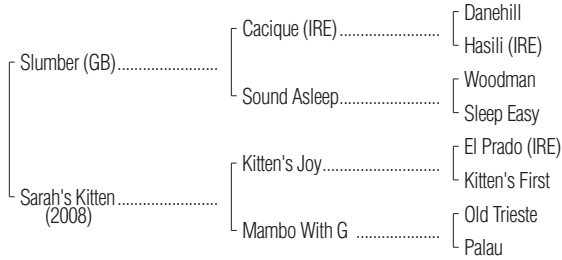 Slumber (GB)
Cacique (IRE)
Danehill
Hasili (IRE)
Sound Asleep
Woodman
Sleep Easy
Sarah's Kitten
(2008)
Kitten's Joy
El Prado (IRE)
Kitten's First
Mambo With G
Old Trieste
Palau